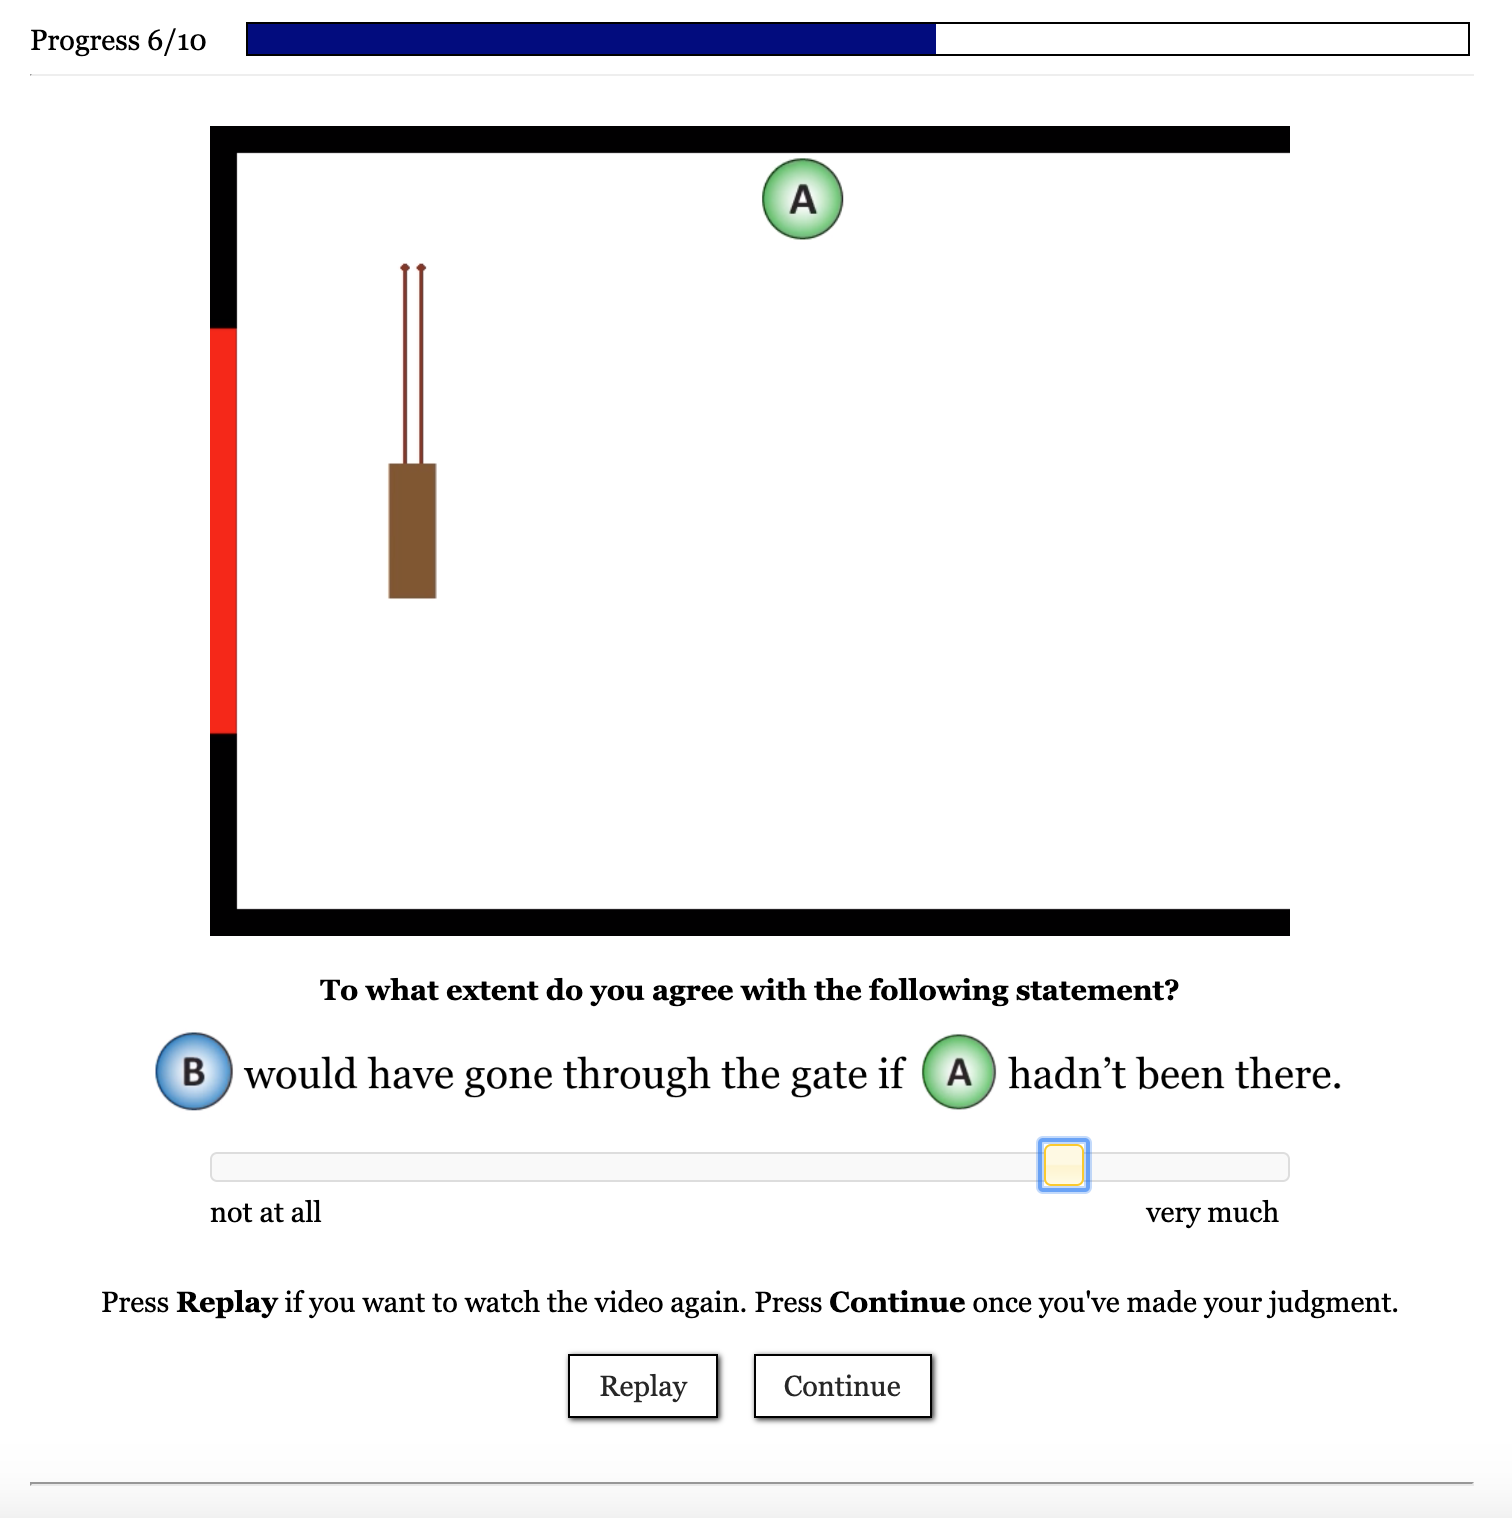 Progress 6/10
A
To what extent do you agree with the following statement?
B would have gone through the gate if A hadn’t been there.
not at all very much
Press Replay if you want to watch the video again. Press Continue once you've made your judgment.
Replay Continue